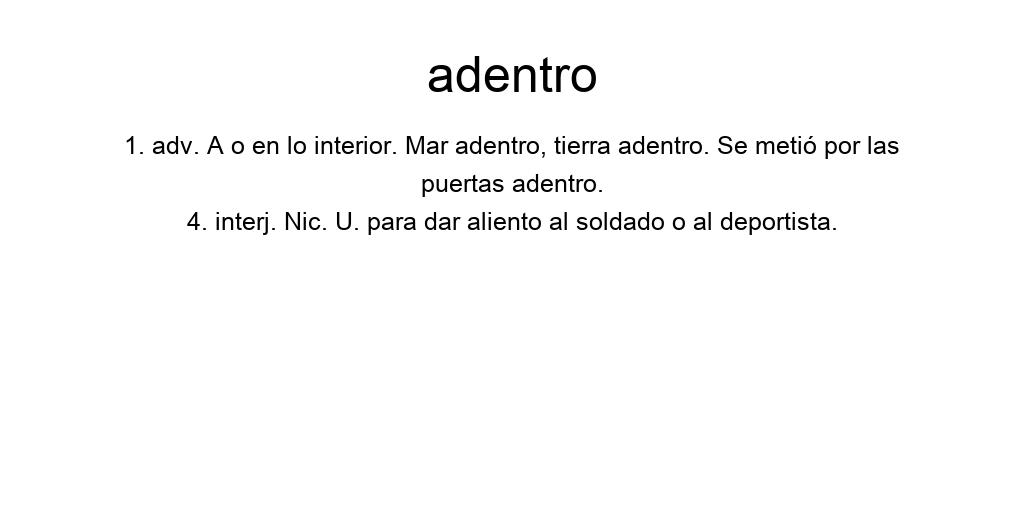 adentro
1. adv. A o en lo interior. Mar adentro, tierra adentro. Se metió por las
puertas adentro.
4. interj. Nic. U. para dar aliento al soldado o al deportista.